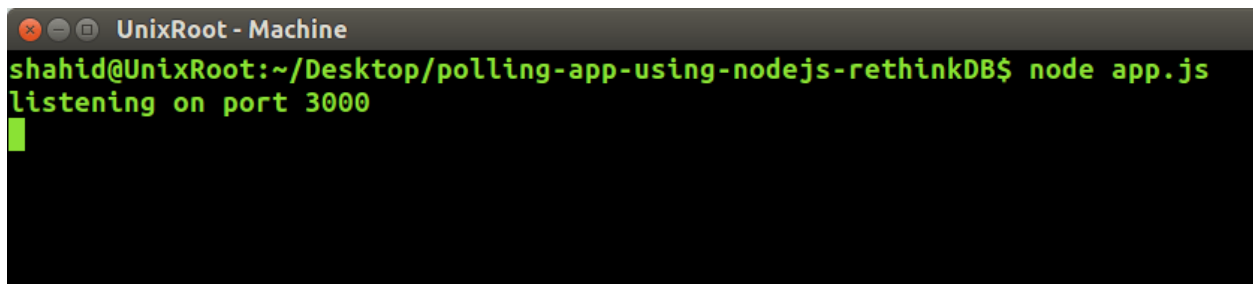 UnixRoot - Machine
shahid@UnixRoot:~/Desktop/polling-app-using-nodejs-rethinkDB$ node app.js
listening on port 3000